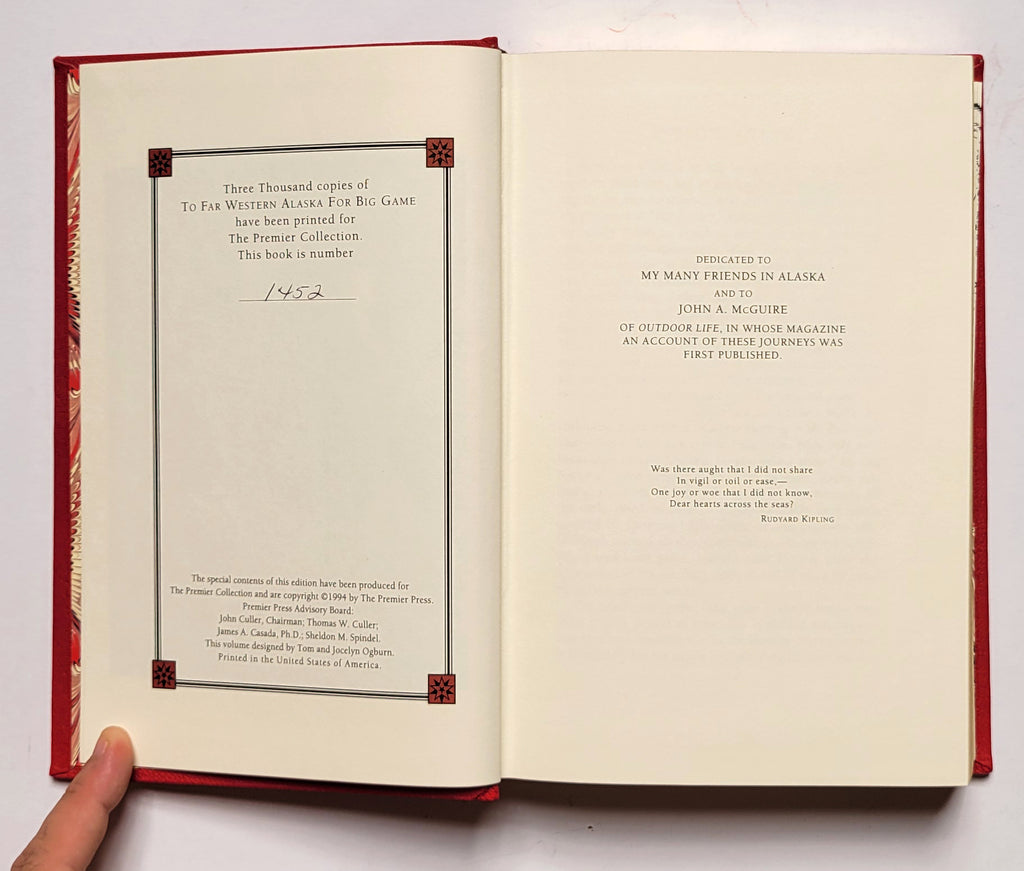 Three Thousand copies of
TO FAR WESTERN ALASKA FOR BIG GAME
have been printed for
The Premier Collection.
This book is number
1452
The special contents of this edition have been produced for
The Premier Collection and are copyright ©1994 by The Premier Press.
Premier Press Advisory Board:
John Culler, Chairman; Thomas W. Culler;
James A. Casada, Ph.D.; Sheldon M. Spindel.
This volume designed by Tom and Jocelyn Ogburn.
Printed in the United States of America.
DEDICATED TO
MY MANY FRIENDS IN ALASKA
AND TO
JOHN A. McGUIRE
OF OUTDOOR LIFE, IN WHOSE MAGAZINE
AN ACCOUNT OF THESE JOURNEYS WAS
FIRST PUBLISHED.
Was there aught that I did not share
In vigil or toil or ease,—
One joy or woe that I did not know,
Dear hearts across the seas?
RUDYARD KIPLING